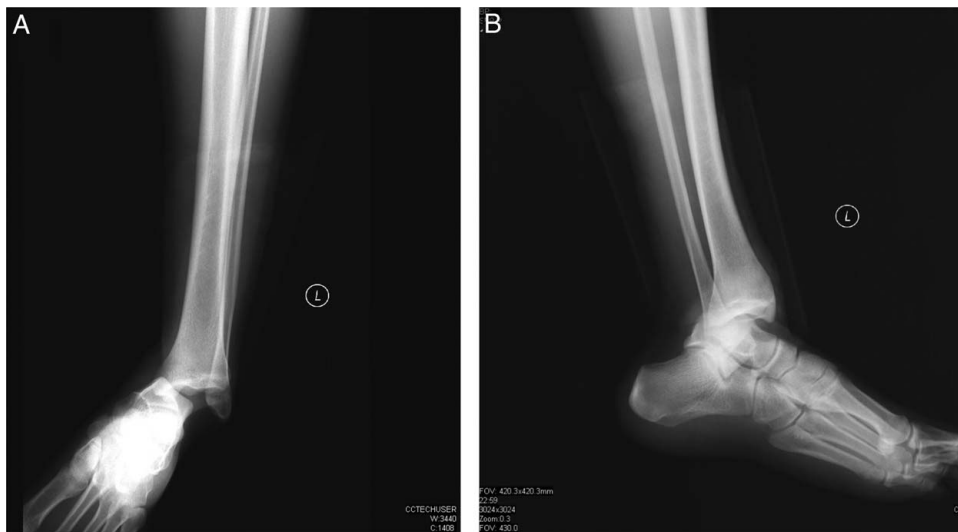 A
L
CCTECHUSER
W:3440
C:1408
B
L
FOV: 420.3x420.3mm
22:59
3024x3024
Zoom:0.3
FOV: 430.0